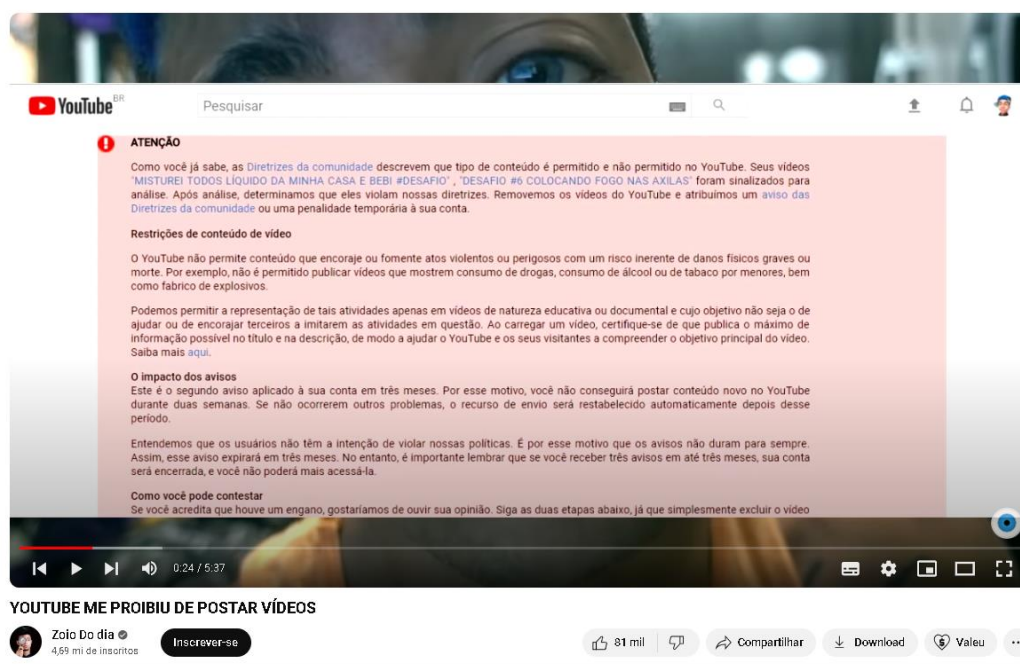 YouTube BR
Pesquisar
ATENÇÃO
Como você já sabe, as Diretrizes da comunidade descrevem que tipo de conteúdo é permitido e não permitido no YouTube. Seus vídeos
"MISTUREI TODOS LÍQUIDO DA MINHA CASA E BEBI #DESAFIO" , "DESAFIO #6 COLOCANDO FOGO NAS AXILAS" foram sinalizados para
análise. Após análise, determinamos que eles violam nossas diretrizes. Removemos os vídeos do YouTube e atribuímos um aviso das
Diretrizes da comunidade ou uma penalidade temporária à sua conta.
Restrições de conteúdo de vídeo
O YouTube não permite conteúdo que encoraje ou fomente atos violentos ou perigosos com um risco inerente de danos físicos graves ou
morte. Por exemplo, não é permitido publicar vídeos que mostrem consumo de drogas, consumo de álcool ou de tabaco por menores, bem
como fabrico de explosivos.
Podemos permitir a representação de tais atividades apenas em vídeos de natureza educativa ou documental e cujo objetivo não seja o de
ajudar ou de encorajar terceiros a imitarem as atividades em questão. Ao carregar um vídeo, certifique-se de que publica o máximo de
informação possível no título e na descrição, de modo a ajudar o YouTube e os seus visitantes a compreender o objetivo principal do vídeo.
Saiba mais aqui.
O impacto dos avisos
Este é o segundo aviso aplicado à sua conta em três meses. Por esse motivo, você não conseguirá postar conteúdo novo no YouTube
durante duas semanas. Se não ocorrerem outros problemas, o recurso de envio será restabelecido automaticamente depois desse
período.
Entendemos que os usuários não têm a intenção de violar nossas políticas. É por esse motivo que os avisos não duram para sempre.
Assim, esse aviso expirará em três meses. No entanto, é importante lembrar que se você receber três avisos em até três meses, sua conta
será encerrada, e você não poderá mais acessá-la.
Como você pode contestar
Se você acredita que houve um engano, gostaríamos de ouvir sua opinião. Siga as duas etapas abaixo, já que simplesmente excluir o vídeo
0:24 / 5:37
YOUTUBE ME PROIBIU DE POSTAR VÍDEOS
Zoio Do dia
4,69 mi de inscritos
Inscrever-se
81 mil
Compartilhar
Download
Valeu